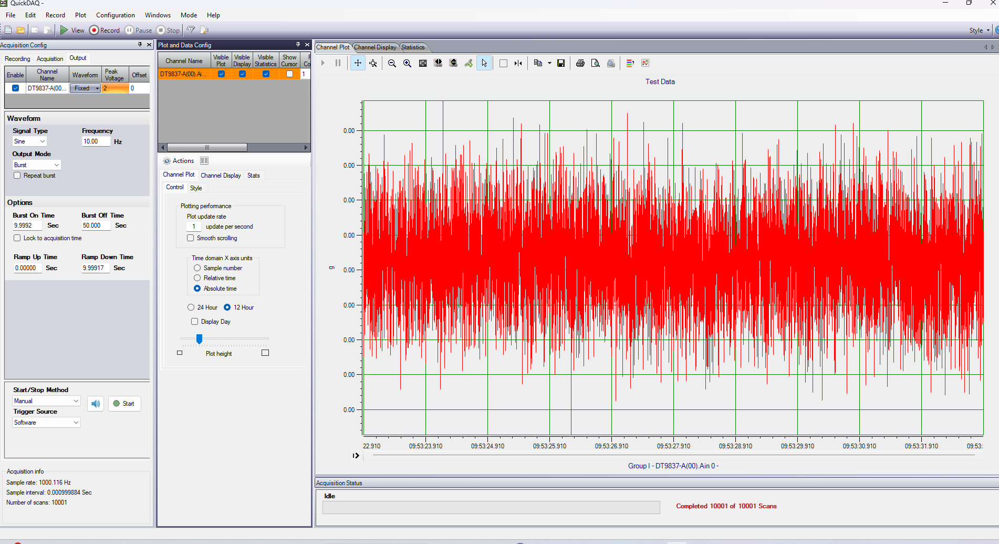 QuickDAQ -
File Edit Record Plot Configuration Windows Mode Help
View Record Pause Stop Style
Acquisition Config
Recording Acquisition Output
Enable Channel Name Waveform Peak Voltage Offset
DT9837-A(00... Fixed 2 0
Waveform
Signal Type Frequency
Sine 10.00 Hz
Output Mode
Burst
Repeat burst
Options
Burst On Time Burst Off Time
9.9992 Sec 50.000 Sec
Lock to acquisition time
Ramp Up Time Ramp Down Time
0.00000 Sec 9.99917 Sec
Start/Stop Method
Manual Start
Trigger Source
Software
Acquisition info
Sample rate: 1000.116 Hz
Sample interval: 0.000999884 Sec
Number of scans: 10001
Plot and Data Config
Channel Name Visible Plot Visible Display Visible Statistics Show Cursor
DT9837-A(00).Ai... 1
Actions
Channel Plot Channel Display Stats
Control Style
Plotting performance
Plot update rate
1 update per second
Smooth scrolling
Time domain X axis units
Sample number
Relative time
Absolute time
24 Hour 12 Hour
Display Day
Plot height
Channel Plot Channel Display Statistics
Test Data
0.00
0.00
0.00
0.00
g 0.00
0.00
0.00
0.00
0.00
22.910 09:53:23.910 09:53:24.910 09:53:25.910 09:53:26.910 09:53:27.910 09:53:28.910 09:53:29.910 09:53:30.910 09:53:31.910 09:53:
Group I - DT9837-A(00).Ain 0 -
Acquisition Status
Idle
Completed 10001 of 10001 Scans